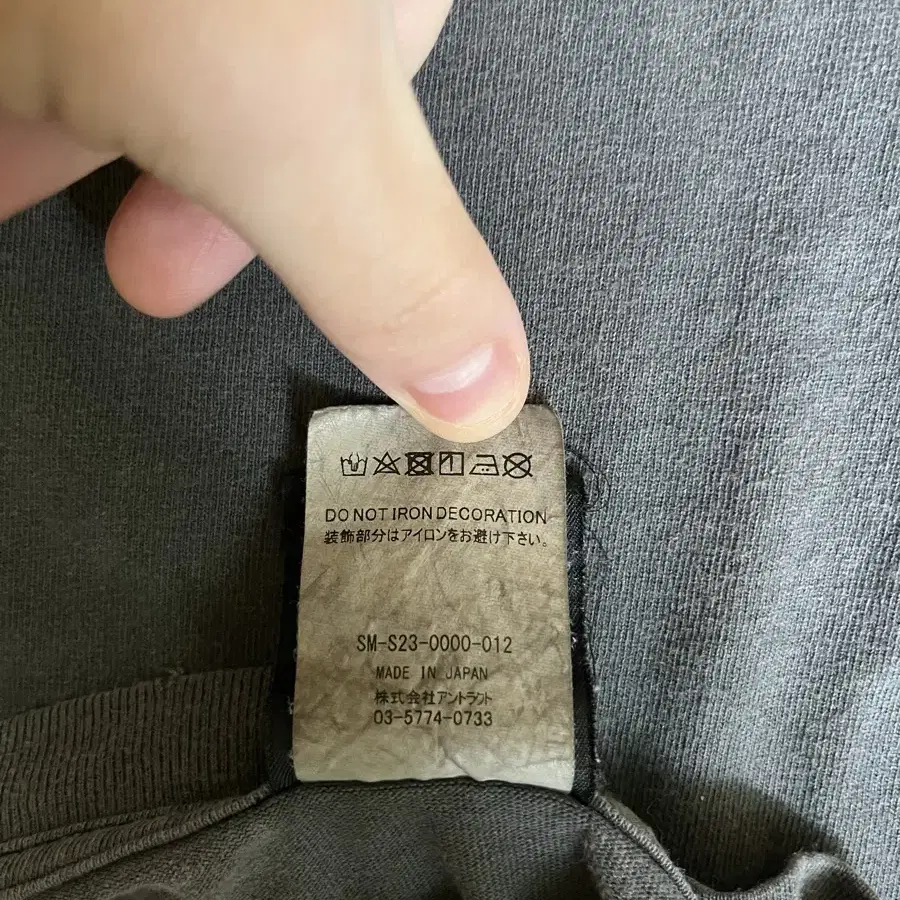 DO NOT IRON DECORATION
装飾部分はアイロンをお避け下さい。
SM-S23-0000-012
MADE IN JAPAN
株式会社アントラクト
03-5774-0733